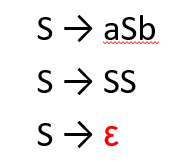 S → aSb
S → SS
S → ε